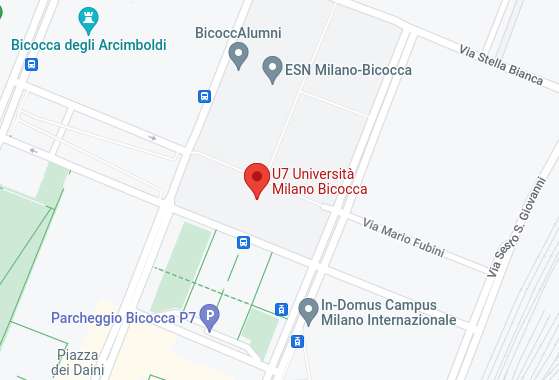 BicoccAlumni
Bicocca degli Arcimboldi
Via Stella Bianca
ESN Milano-Bicocca
U7 Università
Milano Bicocca
Via Mario Fubini
Via Sesto S. Giovanni
In-Domus Campus
Milano Internazionale
Parcheggio Bicocca P7
P
Piazza
dei Daini